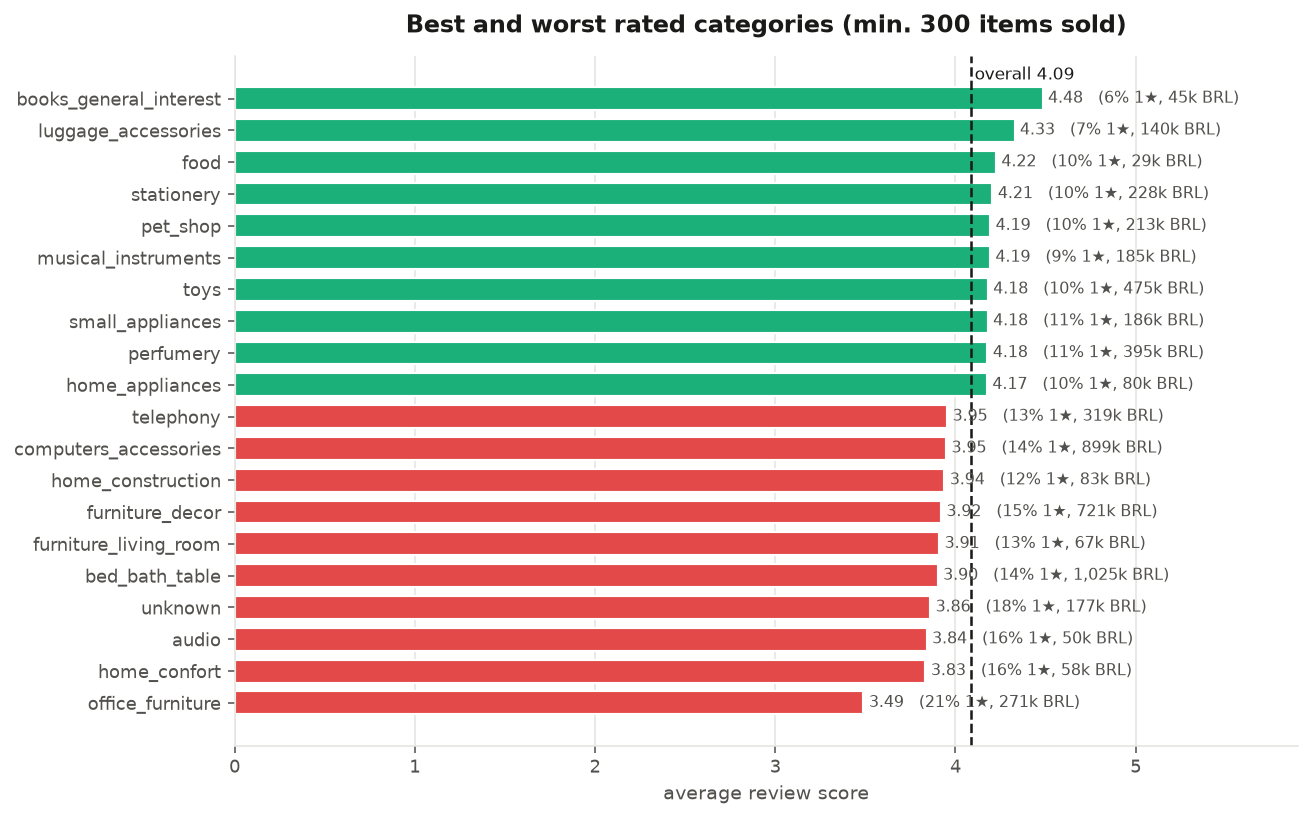 Best and worst rated categories (min. 300 items sold)
overall 4.09
books_general_interest 4.48 (6% 1★, 45k BRL)
luggage_accessories 4.33 (7% 1★, 140k BRL)
food 4.22 (10% 1★, 29k BRL)
stationery 4.21 (10% 1★, 228k BRL)
pet_shop 4.19 (10% 1★, 213k BRL)
musical_instruments 4.19 (9% 1★, 185k BRL)
toys 4.18 (10% 1★, 475k BRL)
small_appliances 4.18 (11% 1★, 186k BRL)
perfumery 4.18 (11% 1★, 395k BRL)
home_appliances 4.17 (10% 1★, 80k BRL)
telephony 3.95 (13% 1★, 319k BRL)
computers_accessories 3.95 (14% 1★, 899k BRL)
home_construction 3.94 (12% 1★, 83k BRL)
furniture_decor 3.92 (15% 1★, 721k BRL)
furniture_living_room 3.91 (13% 1★, 67k BRL)
bed_bath_table 3.90 (14% 1★, 1,025k BRL)
unknown 3.86 (18% 1★, 177k BRL)
audio 3.84 (16% 1★, 50k BRL)
home_confort 3.83 (16% 1★, 58k BRL)
office_furniture 3.49 (21% 1★, 271k BRL)
0 1 2 3 4 5
average review score